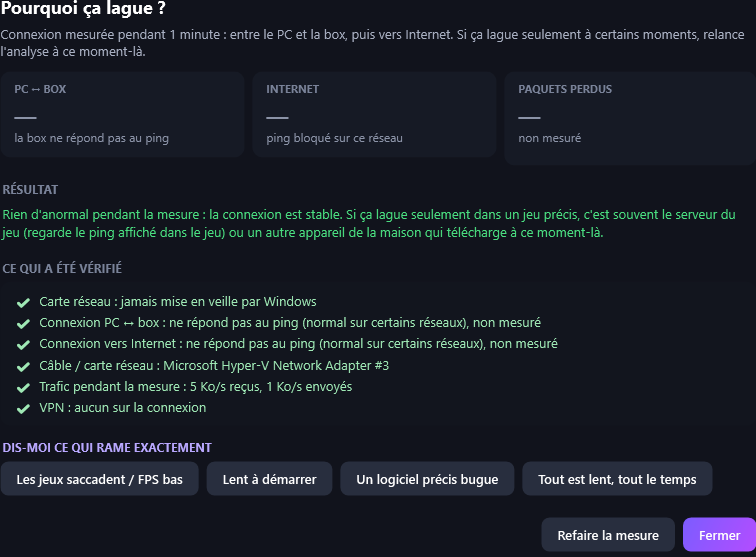 Pourquoi ça lague ?
Connexion mesurée pendant 1 minute : entre le PC et la box, puis vers Internet. Si ça lague seulement à certains moments, relance
l'analyse à ce moment-là.
PC ↔ BOX
—
la box ne répond pas au ping
INTERNET
—
ping bloqué sur ce réseau
PAQUETS PERDUS
—
non mesuré
RÉSULTAT
Rien d'anormal pendant la mesure : la connexion est stable. Si ça lague seulement dans un jeu précis, c'est souvent le serveur du
jeu (regarde le ping affiché dans le jeu) ou un autre appareil de la maison qui télécharge à ce moment-là.
CE QUI A ÉTÉ VÉRIFIÉ
Carte réseau : jamais mise en veille par Windows
Connexion PC ↔ box : ne répond pas au ping (normal sur certains réseaux), non mesuré
Connexion vers Internet : ne répond pas au ping (normal sur certains réseaux), non mesuré
Câble / carte réseau : Microsoft Hyper-V Network Adapter #3
Trafic pendant la mesure : 5 Ko/s reçus, 1 Ko/s envoyés
VPN : aucun sur la connexion
DIS-MOI CE QUI RAME EXACTEMENT
Les jeux saccadent / FPS bas
Lent à démarrer
Un logiciel précis bugue
Tout est lent, tout le temps
Refaire la mesure
Fermer